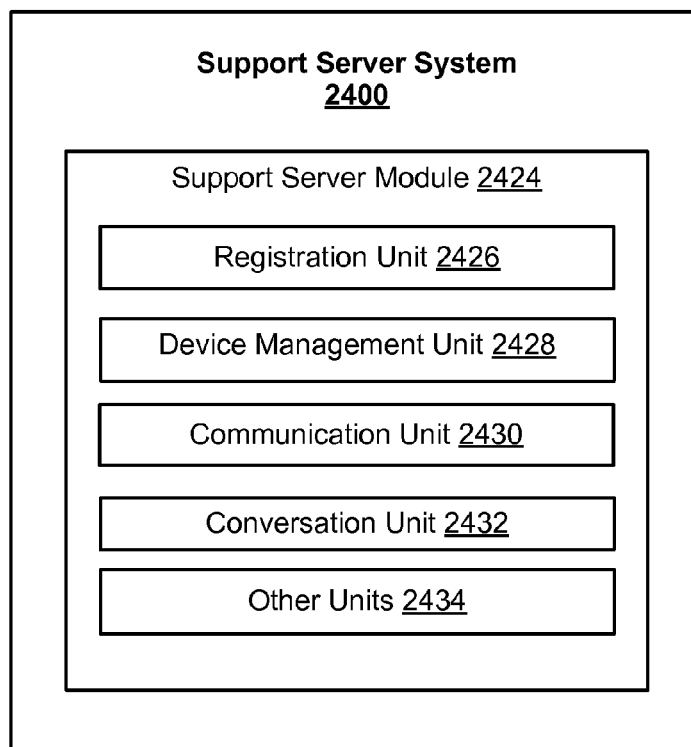 Support Server System
2400
Support Server Module 2424
Registration Unit 2426
Device Management Unit 2428
Communication Unit 2430
Conversation Unit 2432
Other Units 2434